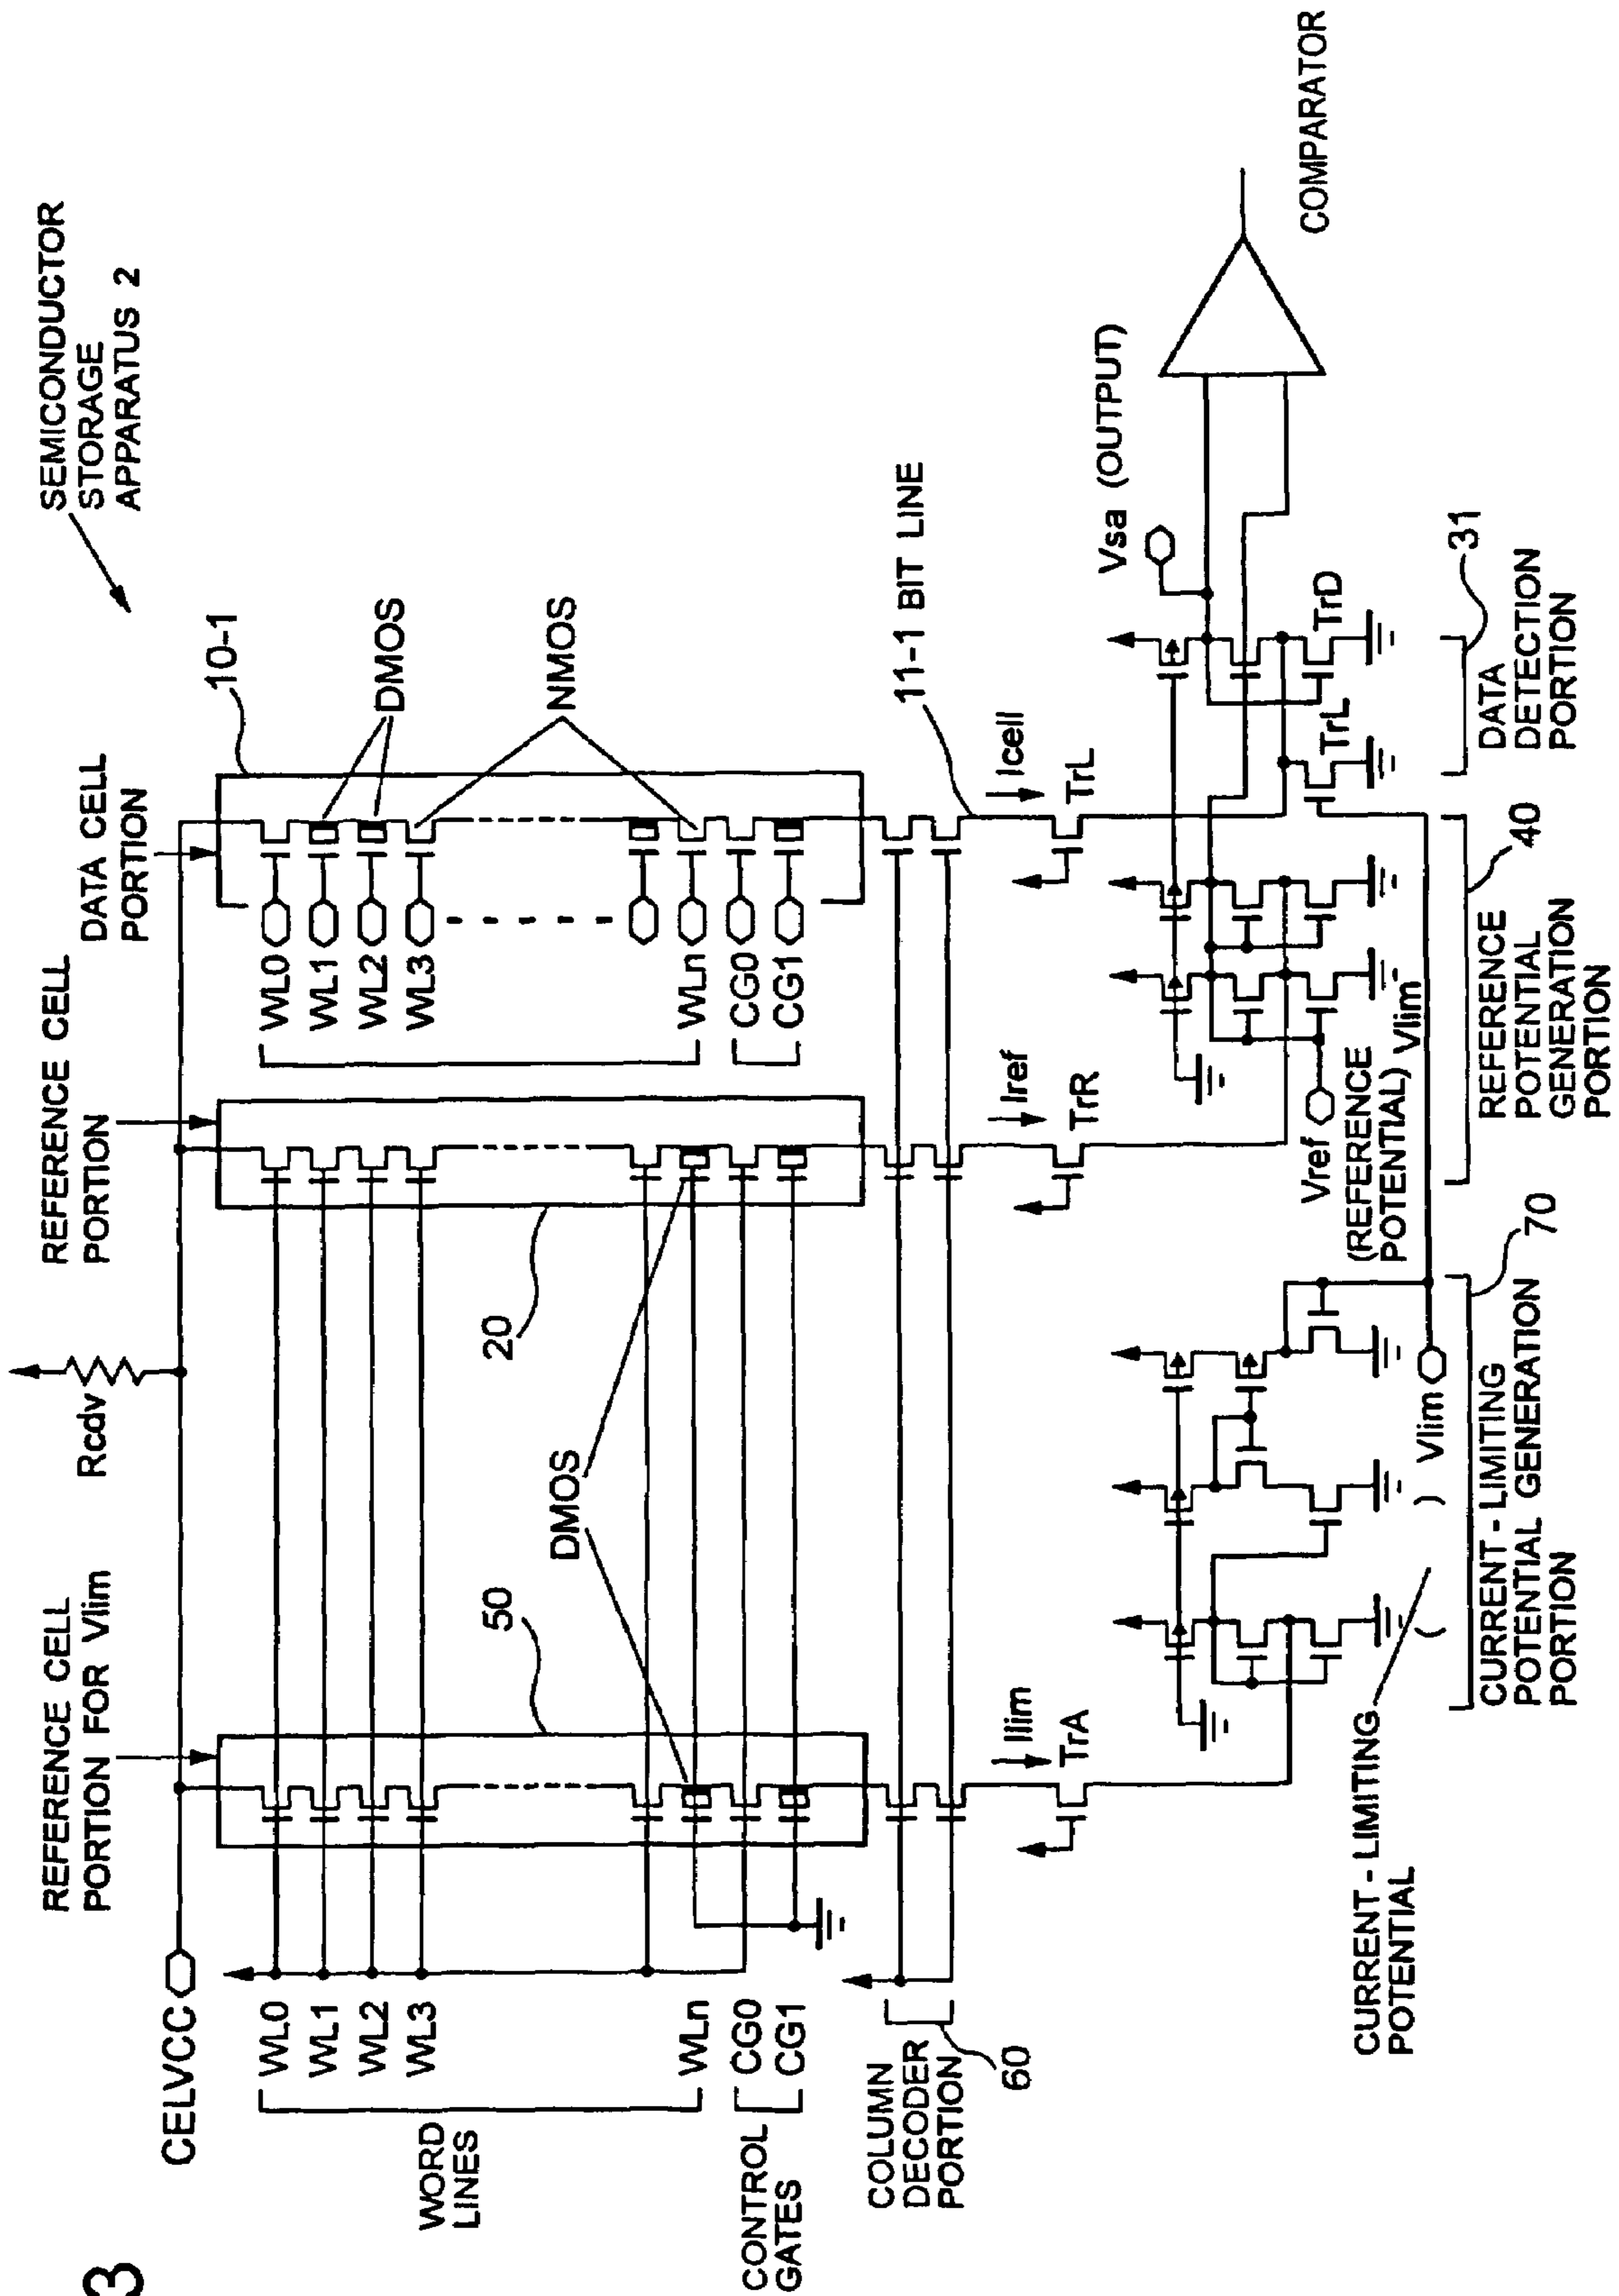 3
SEMICONDUCTOR
STORAGE
APPARATUS 2
CELVCC
Rcdv
REFERENCE CELL
PORTION FOR Vlim
REFERENCE CELL
PORTION
DATA CELL
PORTION
50
20
10-1
DMOS
DMOS
NMOS
WORD
LINES
WL0
WL1
WL2
WL3
WLn
CONTROL
GATES
CG0
CG1
WL0
WL1
WL2
WL3
WLn
CG0
CG1
COLUMN
DECODER
PORTION
60
11-1 BIT LINE
Ilim
TrA
Iref
TrR
Icell
TrL
Vsa (OUTPUT)
COMPARATOR
TrD
TrL
Vref
(REFERENCE
POTENTIAL)
Vlim
( ) Vlim
CURRENT - LIMITING
POTENTIAL
CURRENT - LIMITING
POTENTIAL GENERATION
PORTION
70
REFERENCE
POTENTIAL
GENERATION
PORTION
40
DATA
DETECTION
PORTION
31